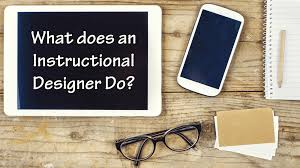 What does an
Instructional
Designer Do?